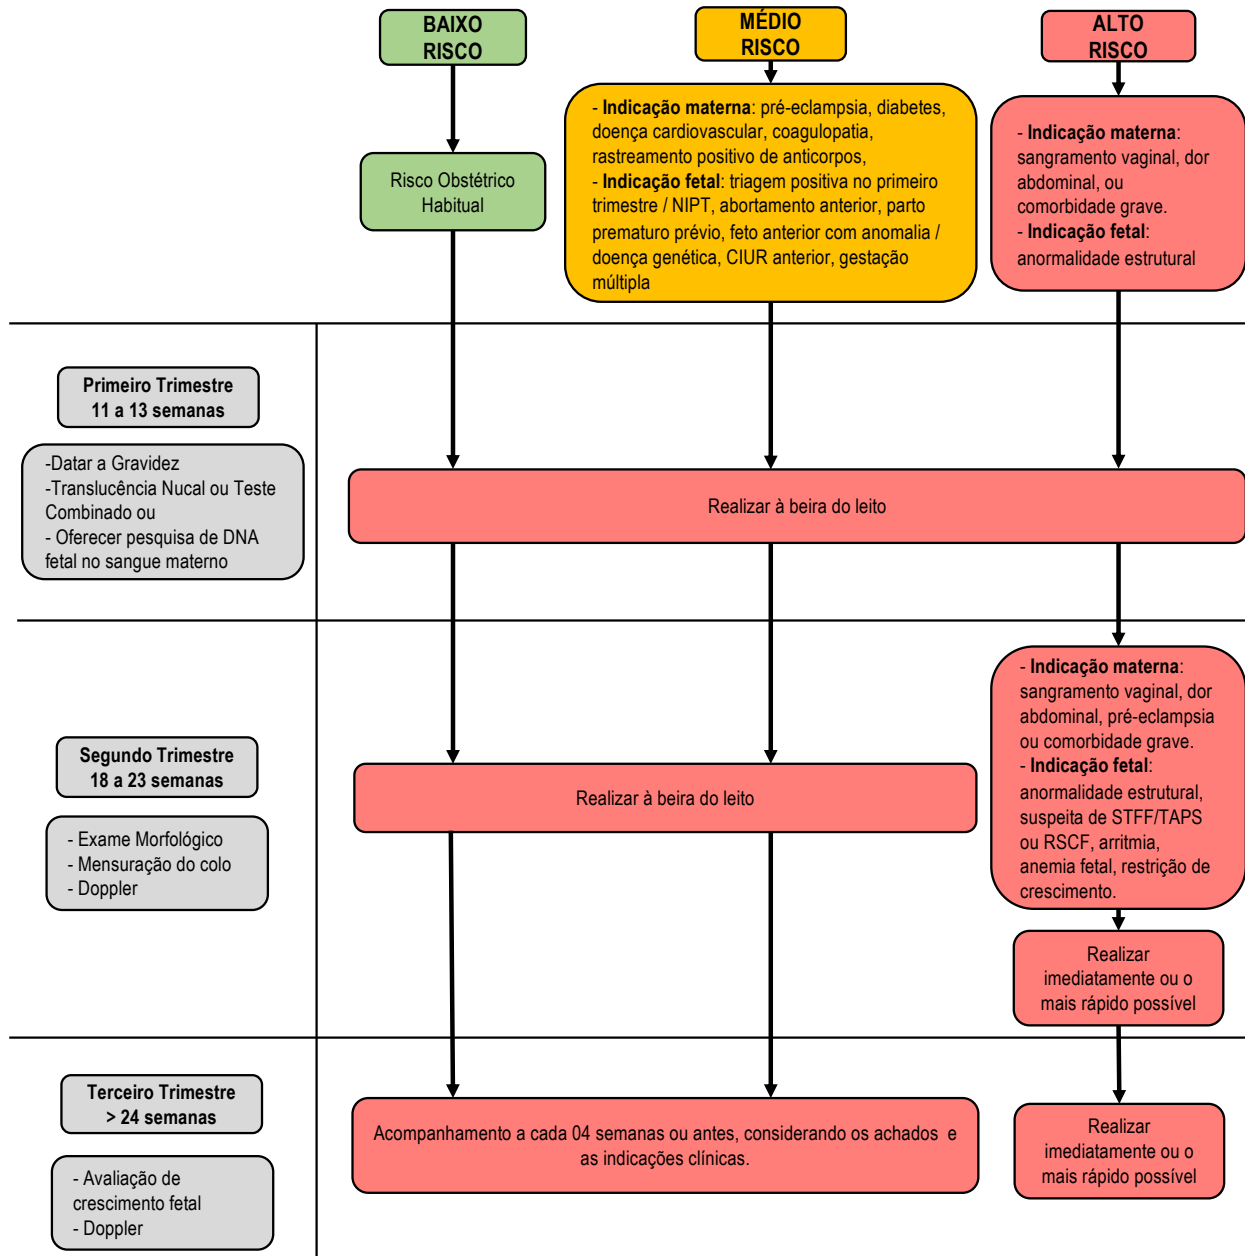 BAIXO
RISCO
MÉDIO
RISCO
ALTO
RISCO
Risco Obstétrico
Habitual
- Indicação materna: pré-eclampsia, diabetes,
doença cardiovascular, coagulopatia,
rastreamento positivo de anticorpos,
- Indicação fetal: triagem positiva no primeiro
trimestre / NIPT, abortamento anterior, parto
prematuro prévio, feto anterior com anomalia /
doença genética, CIUR anterior, gestação
múltipla
- Indicação materna:
sangramento vaginal, dor
abdominal, ou
comorbidade grave.
- Indicação fetal:
anormalidade estrutural
Primeiro Trimestre
11 a 13 semanas
-Datar a Gravidez
-Translucência Nucal ou Teste
Combinado ou
- Oferecer pesquisa de DNA
fetal no sangue materno
Realizar à beira do leito
Segundo Trimestre
18 a 23 semanas
- Exame Morfológico
- Mensuração do colo
- Doppler
Realizar à beira do leito
- Indicação materna:
sangramento vaginal, dor
abdominal, pré-eclampsia
ou comorbidade grave.
- Indicação fetal:
anormalidade estrutural,
suspeita de STFF/TAPS
ou RSCF, arritmia,
anemia fetal, restrição de
crescimento.
Realizar
imediatamente ou o
mais rápido possível
Terceiro Trimestre
> 24 semanas
- Avaliação de
crescimento fetal
- Doppler
Acompanhamento a cada 04 semanas ou antes, considerando os achados e
as indicações clínicas.
Realizar
imediatamente ou o
mais rápido possível